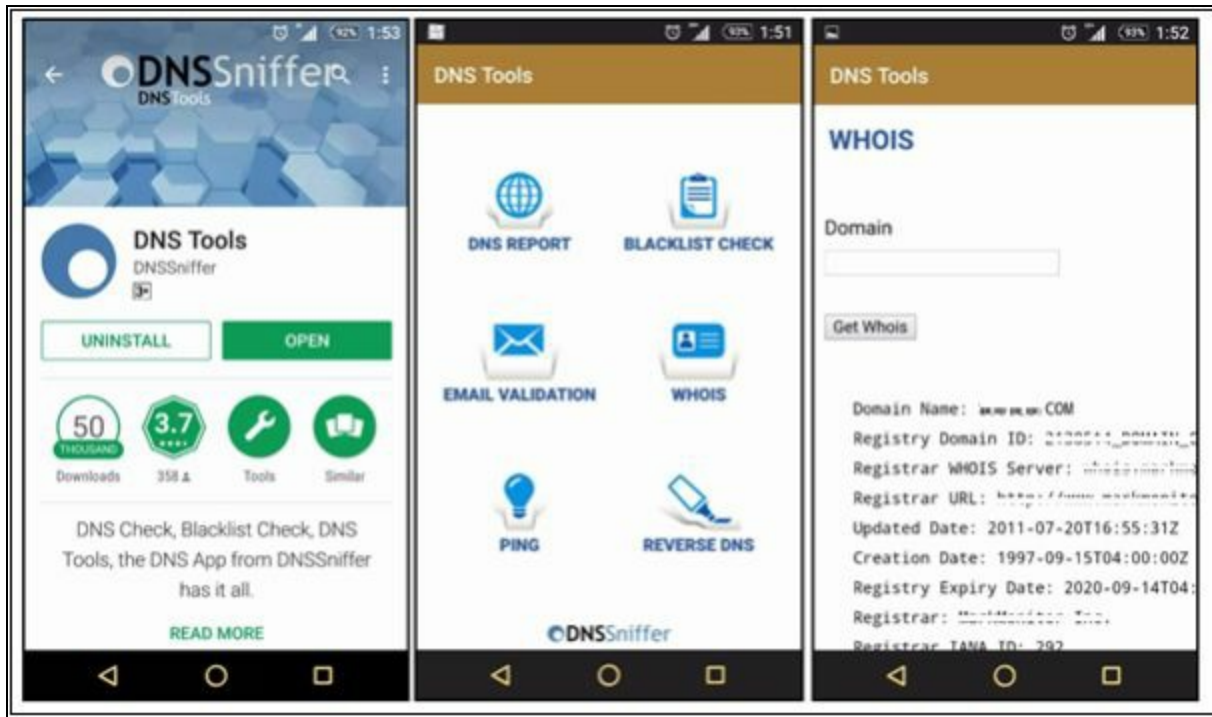 92% 1:53
DNSSniffer
DNSTools
DNS Tools
DNSSniffer
3+
UNINSTALL
OPEN
50
THOUSAND
Downloads
3.7
358
Tools
Similar
DNS Check, Blacklist Check, DNS
Tools, the DNS App from DNSSniffer
has it all.
READ MORE
93% 1:51
DNS Tools
DNS REPORT
BLACKLIST CHECK
EMAIL VALIDATION
WHOIS
PING
REVERSE DNS
DNSSniffer
93% 1:52
DNS Tools
WHOIS
Domain
Get Whois
Domain Name: COM
Registry Domain ID:
Registrar WHOIS Server:
Registrar URL:
Updated Date: 2011-07-20T16:55:31Z
Creation Date: 1997-09-15T04:00:00Z
Registry Expiry Date: 2020-09-14T04:
Registrar:
Registrar IANA ID: 292